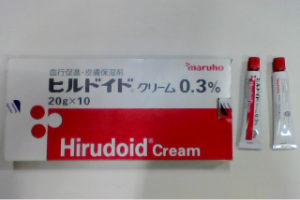 maruho
血行促進・皮膚保湿剤
ヒルドイド® クリーム 0.3%
20g×10
Hirudoid® Cream